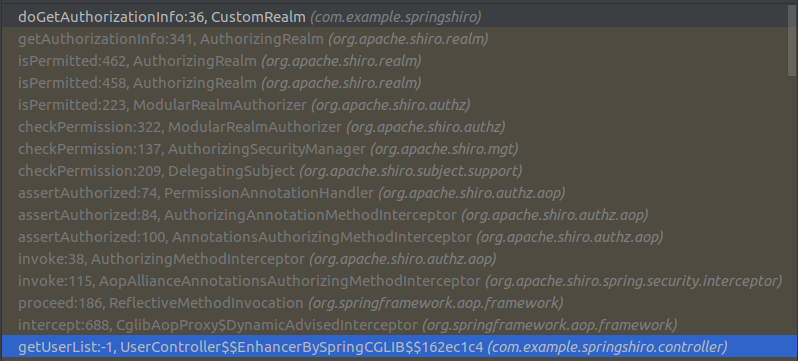 doGetAuthorizationInfo:36, CustomRealm (com.example.springshiro)
getAuthorizationInfo:341, AuthorizingRealm (org.apache.shiro.realm)
isPermitted:462, AuthorizingRealm (org.apache.shiro.realm)
isPermitted:458, AuthorizingRealm (org.apache.shiro.realm)
isPermitted:223, ModularRealmAuthorizer (org.apache.shiro.authz)
checkPermission:322, ModularRealmAuthorizer (org.apache.shiro.authz)
checkPermission:137, AuthorizingSecurityManager (org.apache.shiro.mgt)
checkPermission:209, DelegatingSubject (org.apache.shiro.subject.support)
assertAuthorized:74, PermissionAnnotationHandler (org.apache.shiro.authz.aop)
assertAuthorized:84, AuthorizingAnnotationMethodInterceptor (org.apache.shiro.authz.aop)
assertAuthorized:100, AnnotationsAuthorizingMethodInterceptor (org.apache.shiro.authz.aop)
invoke:38, AuthorizingMethodInterceptor (org.apache.shiro.authz.aop)
invoke:115, AopAllianceAnnotationsAuthorizingMethodInterceptor (org.apache.shiro.spring.security.interceptor)
proceed:186, ReflectiveMethodInvocation (org.springframework.aop.framework)
intercept:688, CglibAopProxy$DynamicAdvisedInterceptor (org.springframework.aop.framework)
getUserList:-1, UserController$$EnhancerBySpringCGLIB$$162ec1c4 (com.example.springshiro.controller)